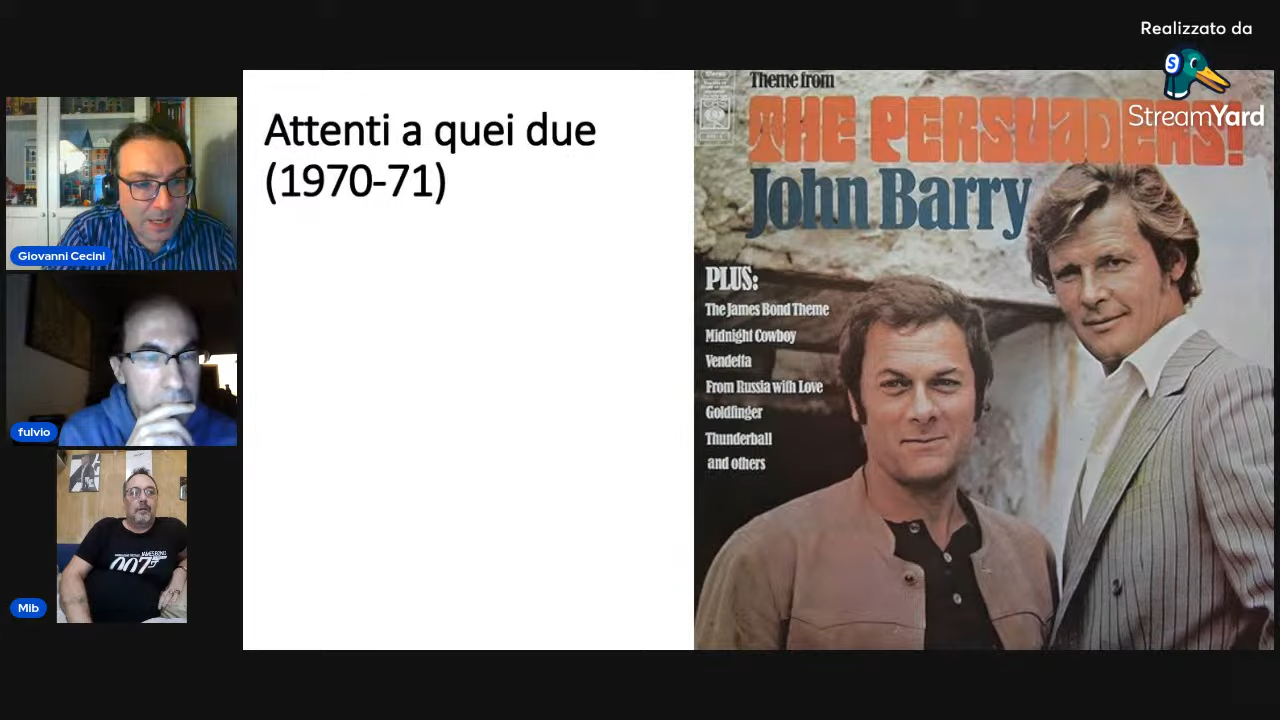 Realizzato da
StreamYard
Giovanni Cecini
fulvio
007
Mib
Attenti a quei due
(1970-71)
Theme from
THE PERSUADERS!
John Barry
PLUS:
The James Bond Theme
Midnight Cowboy
Vendetta
From Russia with Love
Goldfinger
Thunderball
and others